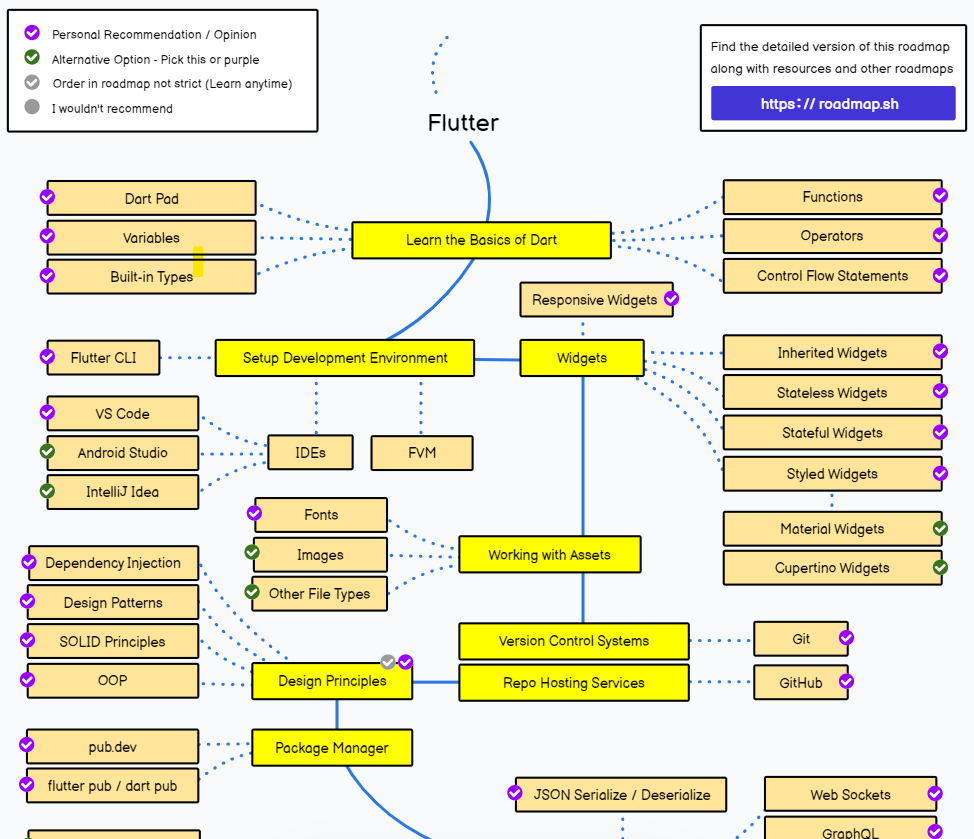 Personal Recommendation / Opinion
Alternative Option - Pick this or purple
Order in roadmap not strict (Learn anytime)
I wouldn't recommend
Find the detailed version of this roadmap
along with resources and other roadmaps
https:// roadmap.sh
Flutter
Dart Pad
Variables
Built-in Types
Learn the Basics of Dart
Functions
Operators
Control Flow Statements
Responsive Widgets
Flutter CLI
Setup Development Environment
Widgets
Inherited Widgets
Stateless Widgets
Stateful Widgets
Styled Widgets
Material Widgets
Cupertino Widgets
VS Code
Android Studio
IntelliJ Idea
IDEs
FVM
Fonts
Images
Other File Types
Working with Assets
Dependency Injection
Design Patterns
SOLID Principles
OOP
Design Principles
Version Control Systems
Git
Repo Hosting Services
GitHub
pub.dev
flutter pub / dart pub
Package Manager
JSON Serialize / Deserialize
Web Sockets
GraphQL